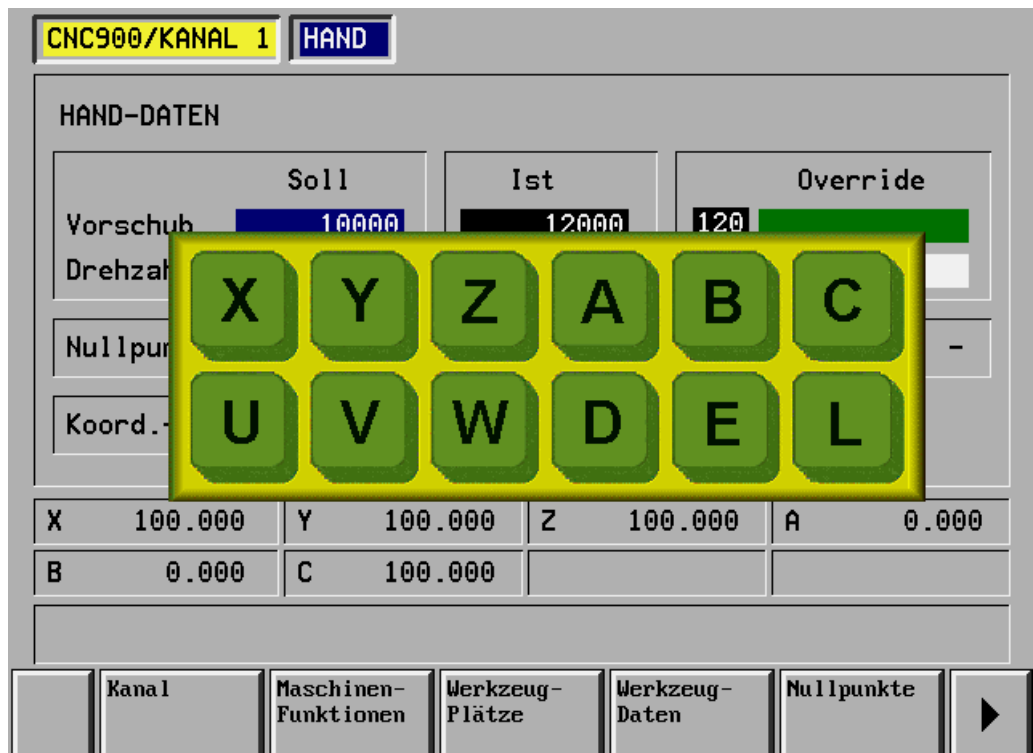 CNC900/KANAL 1 HAND
HAND-DATEN
Soll Ist Override
Vorschub 10000 12000 120
X Y Z A B C
U V W D E L
X 100.000 Y 100.000 Z 100.000 A 0.000
B 0.000 C 100.000
Kanal Maschinen-Funktionen Werkzeug-Plätze Werkzeug-Daten Nullpunkte